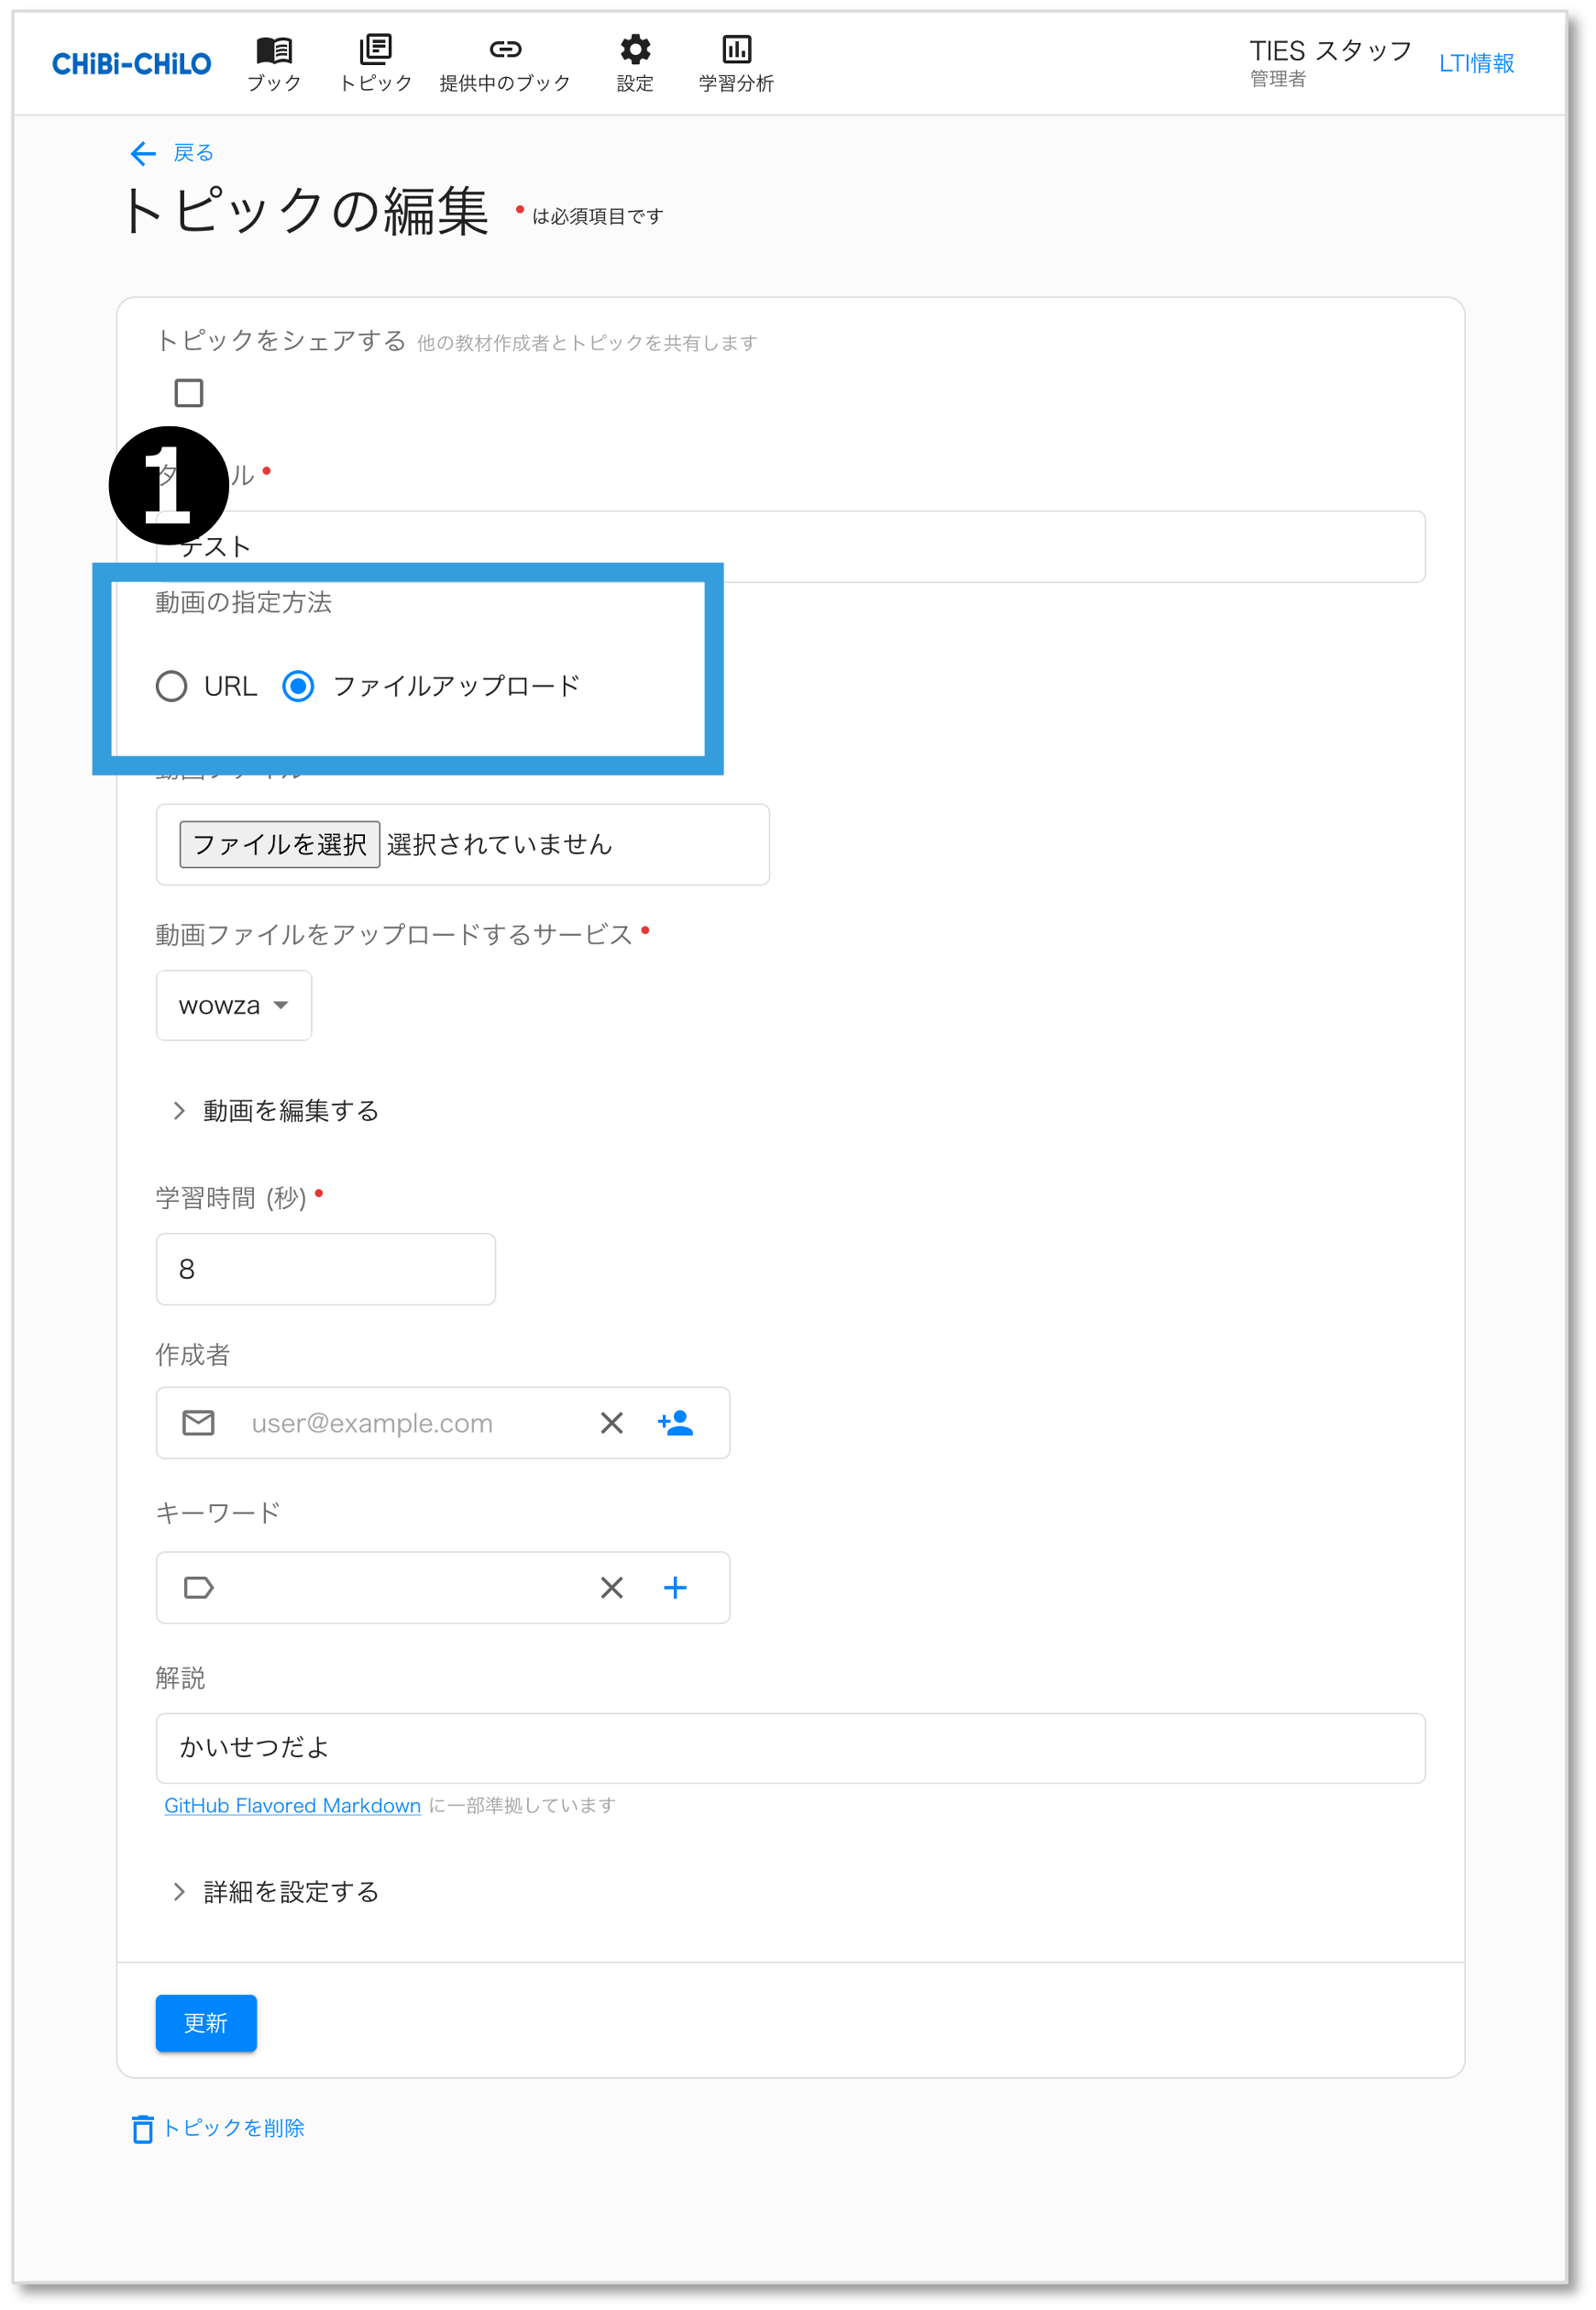 CHiBi-CHiLO
ブック
トピック
提供中のブック
設定
学習分析
TIES スタッフ
管理者
LTI情報
戻る
トピックの編集 は必須項目です
トピックをシェアする 他の教材作成者とトピックを共有します
1
テスト
動画の指定方法
URL ファイルアップロード
ファイルを選択 選択されていません
動画ファイルをアップロードするサービス
wowza
動画を編集する
学習時間 (秒)
8
作成者
user@example.com
キーワード
解説
かいせつだよ
GitHub Flavored Markdown に一部準拠しています
詳細を設定する
更新
トピックを削除